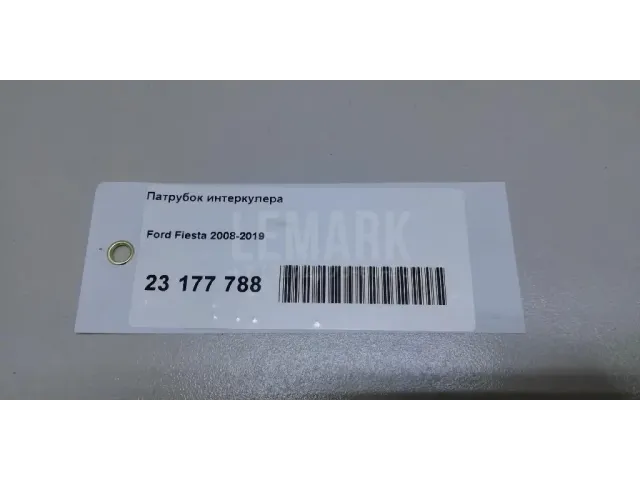 Патрубок интеркулера
LEMARK
Ford Fiesta 2008-2019
23 177 788